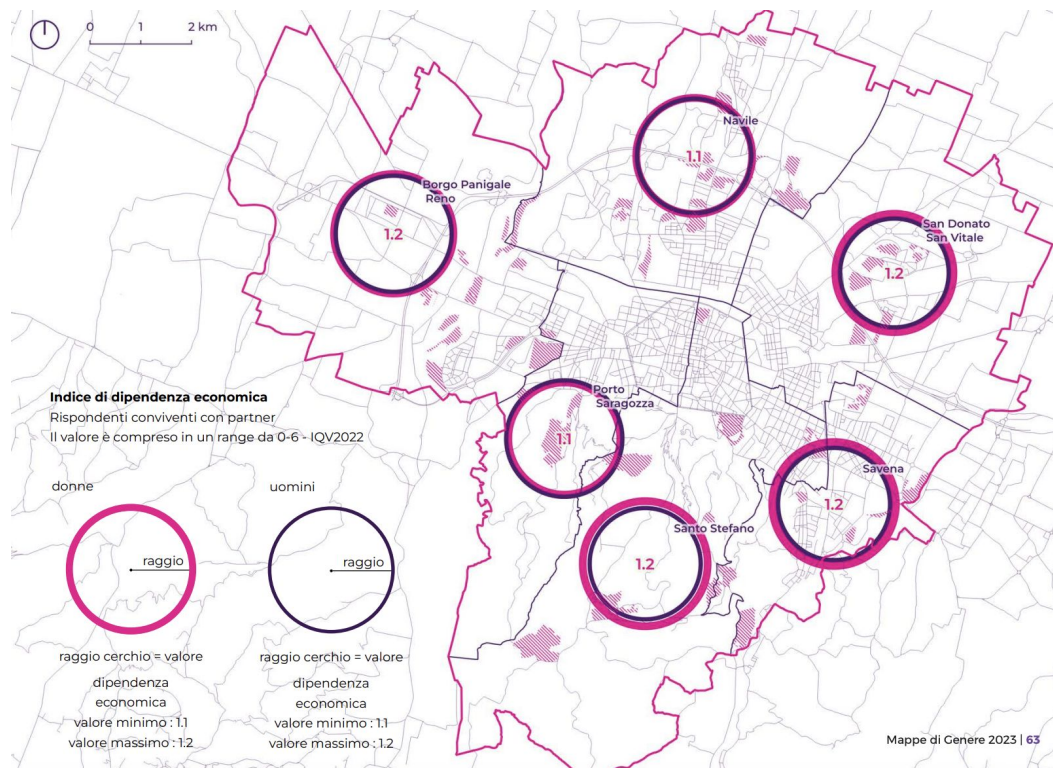 0 1 2 km
Navile
1.1
Borgo Panigale
Reno
1.2
San Donato
San Vitale
1.2
Indice di dipendenza economica
Rispondenti conviventi con partner
Il valore è compreso in un range da 0-6 - IQV2022
Porto
Saragozza
1.1
Savena
1.2
Santo Stefano
1.2
donne
uomini
raggio
raggio
raggio cerchio = valore
dipendenza
economica
valore minimo : 1.1
valore massimo : 1.2
raggio cerchio = valore
dipendenza
economica
valore minimo : 1.1
valore massimo : 1.2
Mappe di Genere 2023 | 63